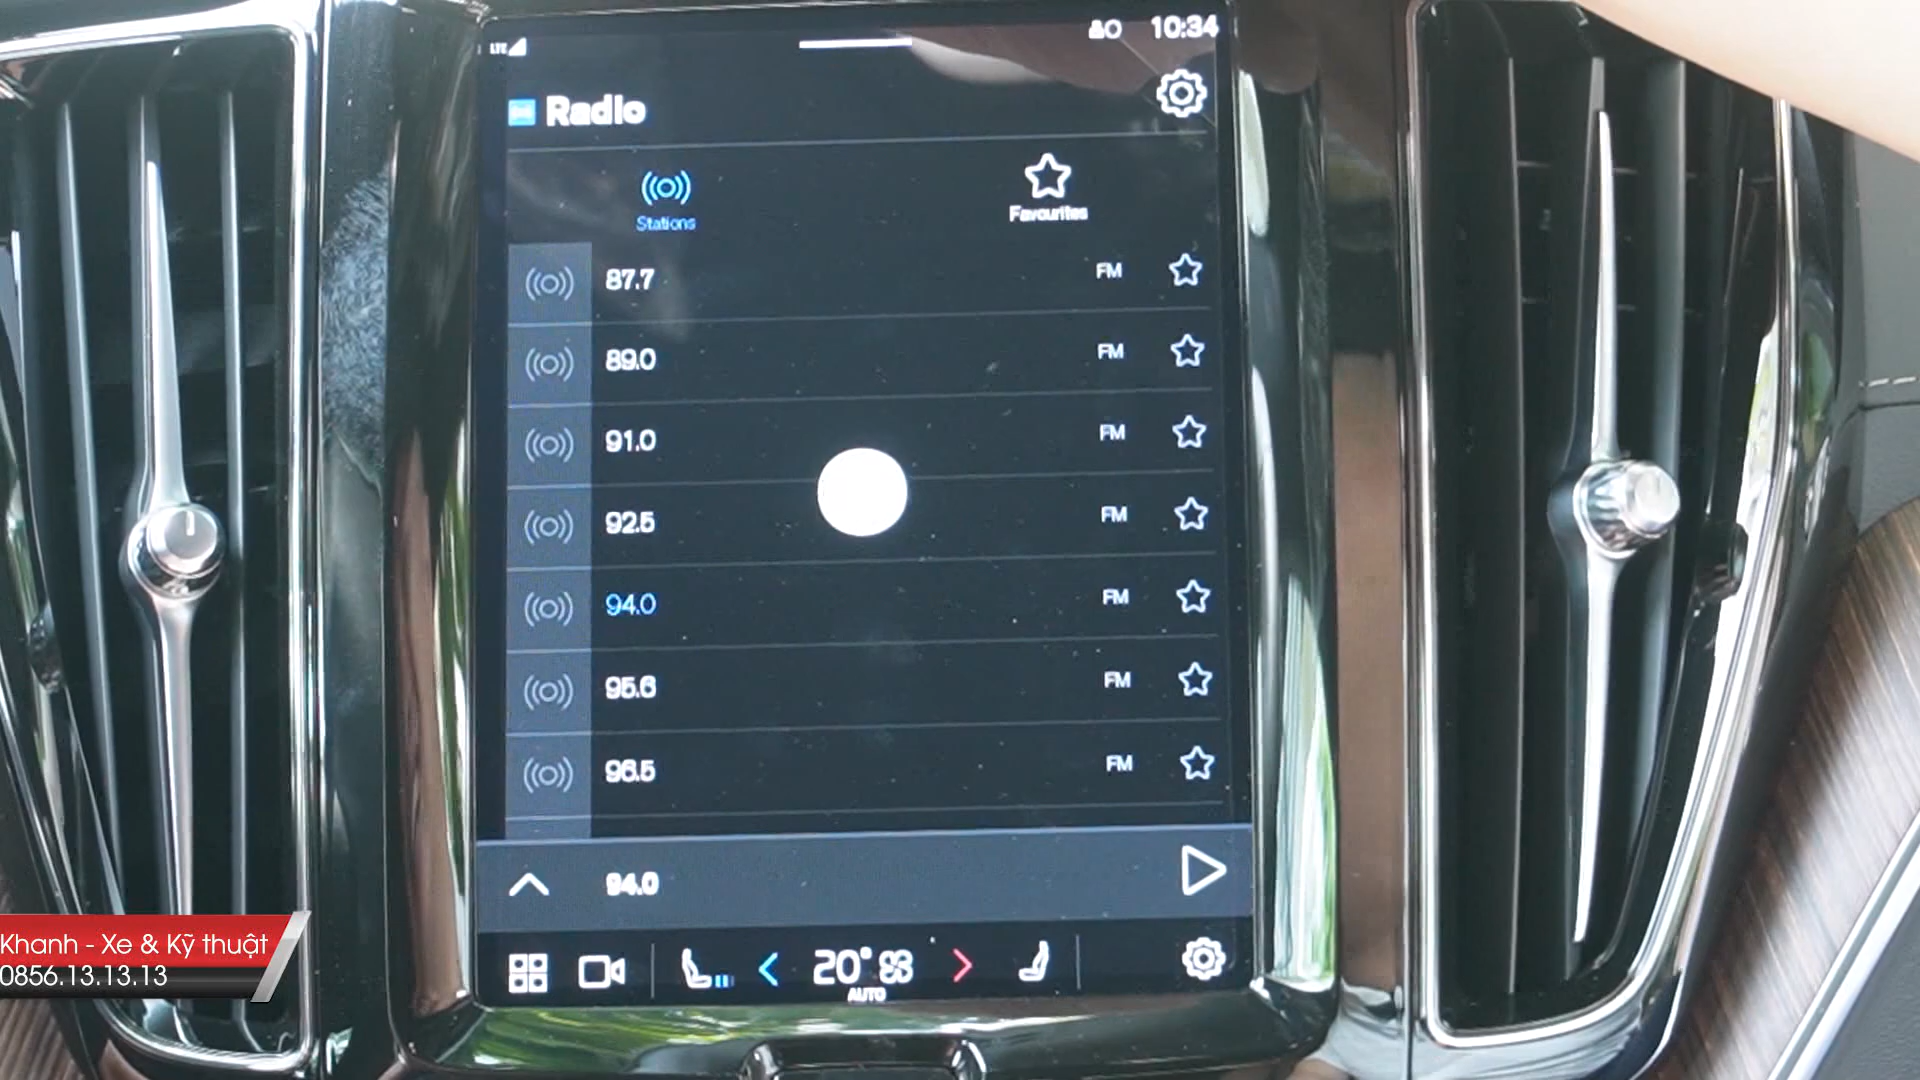 LTE
10:34
Radio
Stations
Favourites
87.7 FM
89.0 FM
91.0 FM
92.5 FM
94.0 FM
95.6 FM
96.5 FM
94.0
20°
AUTO
Khanh - Xe & Kỹ thuật
0856.13.13.13